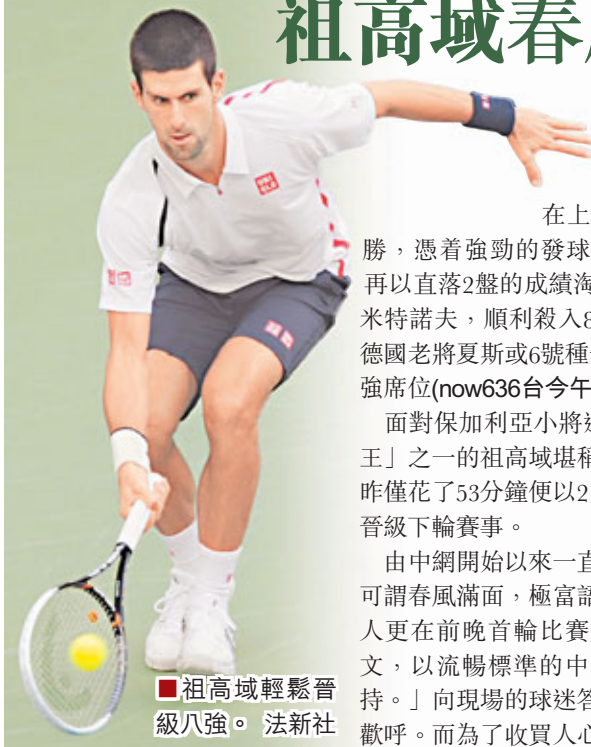 祖高域春
在上
勝，憑着強勁的發球
再以直落2盤的成績淘
米特諾夫，順利殺入8
德國老將夏斯或6號種
強席位(now636台今午
面對保加利亞小將
王」之一的祖高域堪稱
昨僅花了53分鐘便以2
晉級下輪賽事。
由中網開始以來一直
可謂春風滿面，極富語
人更在前晚首輪比賽
文，以流暢標準的中
持。」向現場的球迷答
歡呼。而為了收買人心
■祖高域輕鬆晉
級八強。 法新社
UNI
QLO